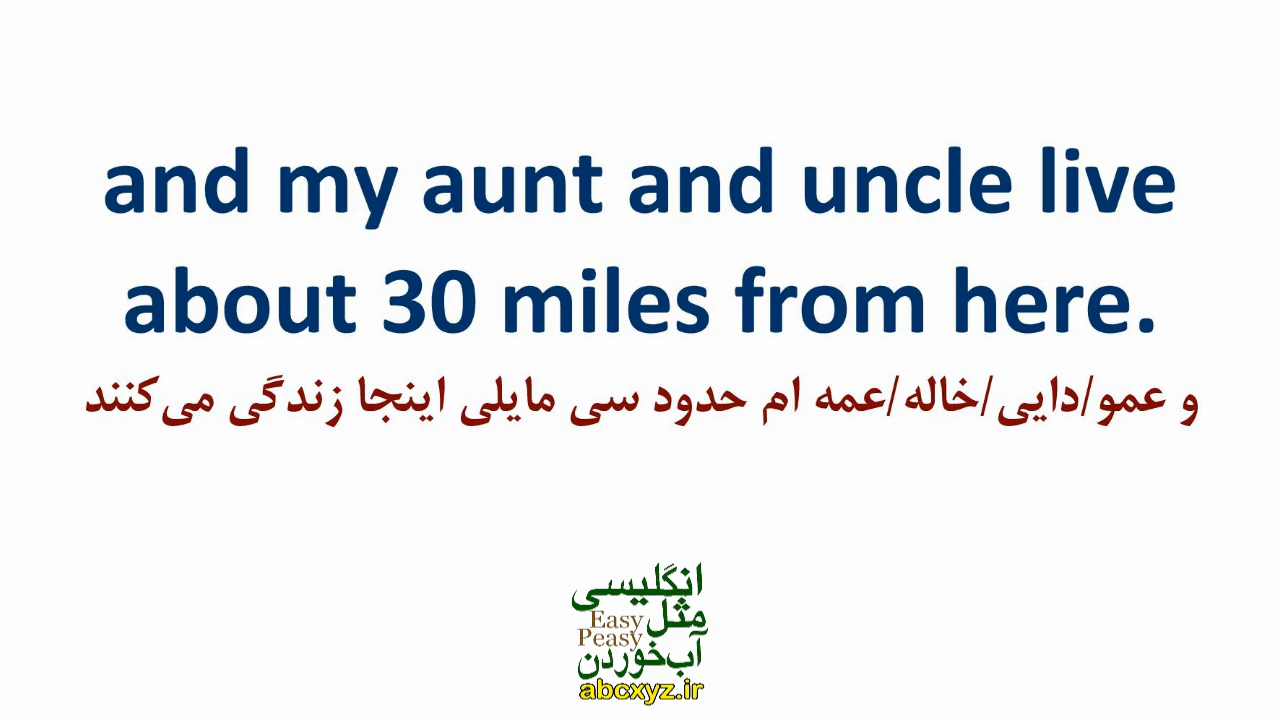 and my aunt and uncle live
about 30 miles from here.
و عمو/دایی/خاله/عمه ام حدود سی مایلی اینجا زندگی می‌کنند
انگلیسی
مثل
Easy
Peasy
آب‌خوردن
abcxyz.ir